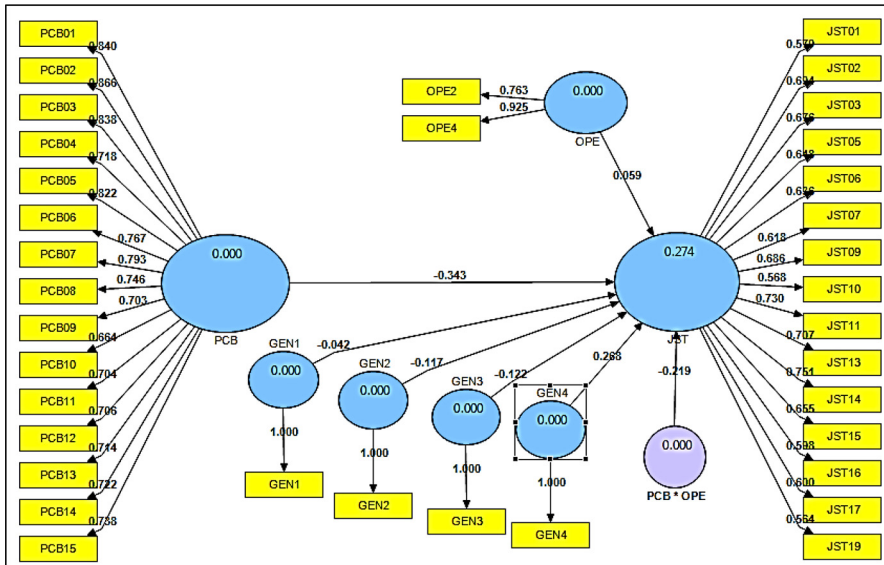 PCB01
PCB02
PCB03
PCB04
PCB05
PCB06
PCB07
PCB08
PCB09
PCB10
PCB11
PCB12
PCB13
PCB14
PCB15
0.840
0.866
0.838
0.718
0.822
0.767
0.793
0.746
0.703
0.664
0.704
0.706
0.714
0.722
0.738
0.000
PCB
-0.343
OPE2
OPE4
0.763
0.925
0.000
OPE
0.059
0.274
JST
GEN1
0.000
-0.042
1.000
GEN1
GEN2
0.000
-0.117
1.000
GEN2
GEN3
0.000
-0.122
1.000
GEN3
GEN4
0.000
0.268
1.000
GEN4
-0.219
0.000
PCB * OPE
0.618
0.686
0.568
0.730
0.707
0.751
0.655
0.598
0.600
0.564
JST01
JST02
JST03
JST05
JST06
JST07
JST09
JST10
JST11
JST13
JST14
JST15
JST16
JST17
JST19